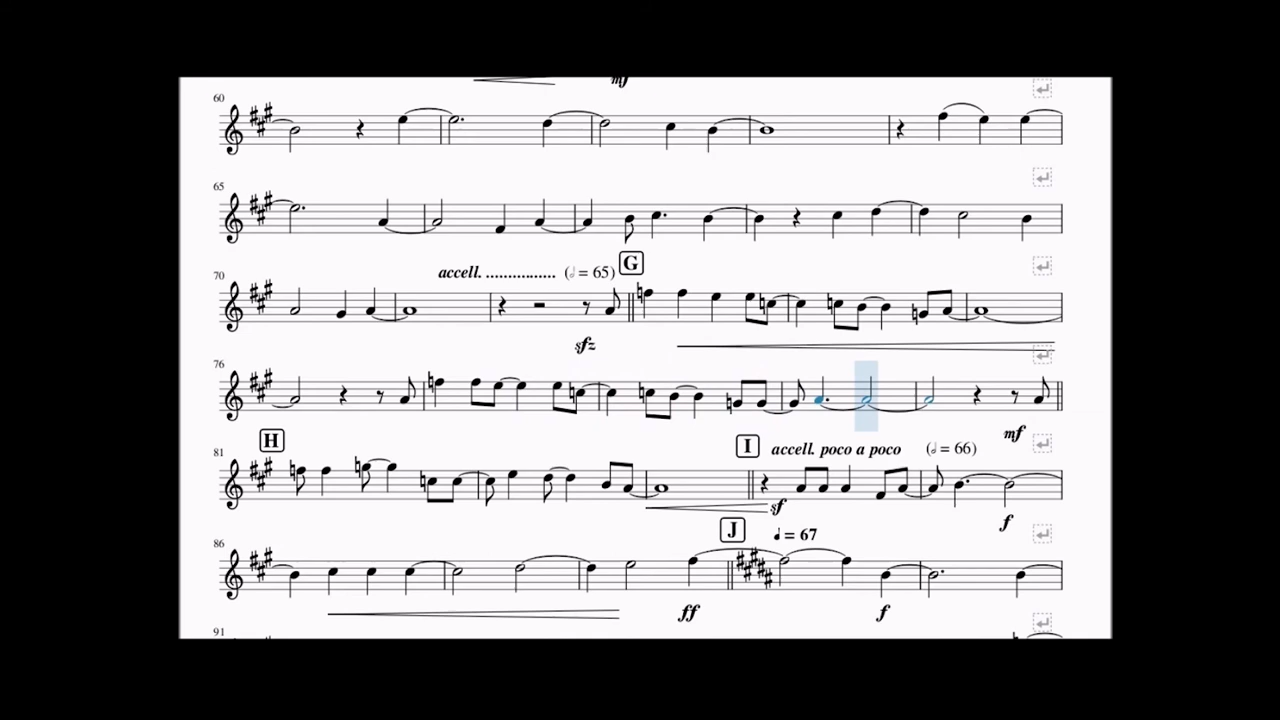 mf
60
65
accell. ................ (𝅗𝅥 = 65) G
70
sfz
76
mf
H I accell. poco a poco (𝅗𝅥 = 66)
81
sf
f
J ♩ = 67
86
ff f
91